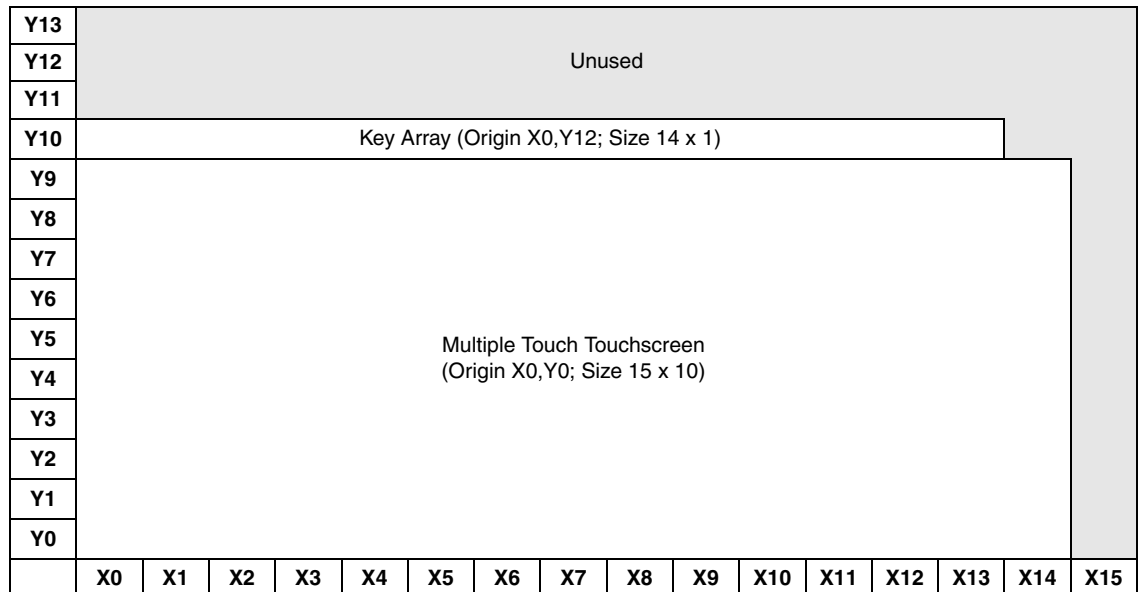 Y13
Y12
Unused
Y11
Y10
Key Array (Origin X0,Y12; Size 14 x 1)
Y9
Y8
Y7
Y6
Y5
Multiple Touch Touchscreen
(Origin X0,Y0; Size 15 x 10)
Y4
Y3
Y2
Y1
Y0
X0 X1 X2 X3 X4 X5 X6 X7 X8 X9 X10 X11 X12 X13 X14 X15